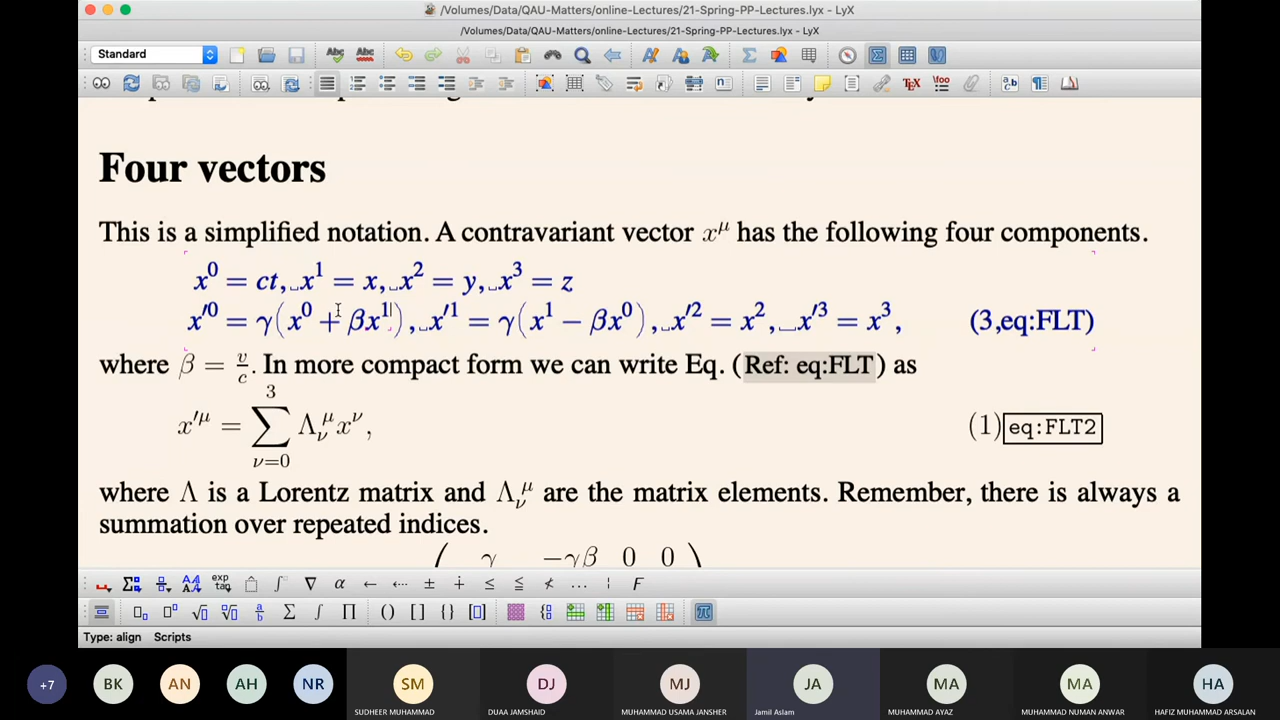 /Volumes/Data/QAU-Matters/online-Lectures/21-Spring-PP-Lectures.lyx - LyX
/Volumes/Data/QAU-Matters/online-Lectures/21-Spring-PP-Lectures.lyx - LyX
Standard
Four vectors
This is a simplified notation. A contravariant vector x^μ has the following four components.
x^0 = ct,␣x^1 = x,␣x^2 = y,␣x^3 = z
x′^0 = γ(x^0 + βx^1),␣x′^1 = γ(x^1 − βx^0),␣x′^2 = x^2,␣x′^3 = x^3, (3,eq:FLT)
where β = v/c. In more compact form we can write Eq. (Ref: eq:FLT) as
x′^μ = ∑_{ν=0}^{3} Λ^μ_ν x^ν, (1) eq:FLT2
where Λ is a Lorentz matrix and Λ_ν^μ are the matrix elements. Remember, there is always a
summation over repeated indices.
( γ −γβ 0 0 )
Type: align Scripts
+7 BK AN AH NR SM DJ MJ JA MA MA HA
SUDHEER MUHAMMAD DUAA JAMSHAID MUHAMMAD USAMA JANSHER Jamil Aslam MUHAMMAD AYAZ MUHAMMAD NUMAN ANWAR HAFIZ MUHAMMAD ARSALAN